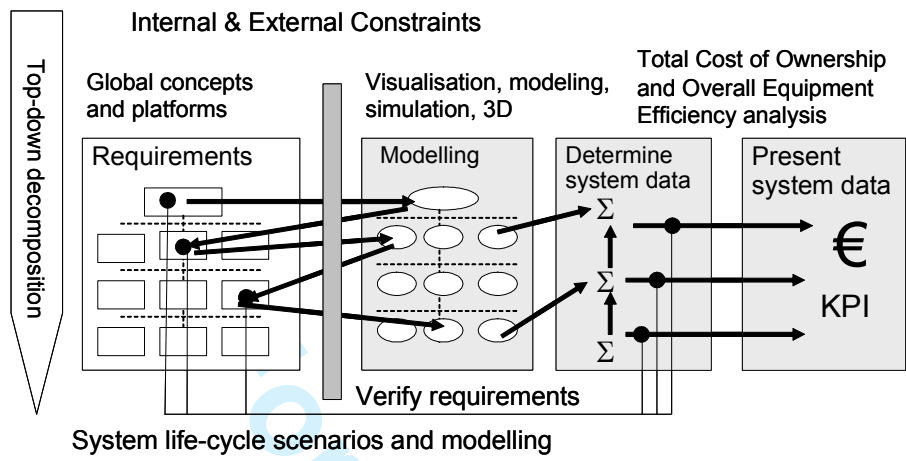 Internal & External Constraints
Top-down decomposition
Global concepts
and platforms
Visualisation, modeling,
simulation, 3D
Total Cost of Ownership
and Overall Equipment
Efficiency analysis
Requirements
Modelling
Determine
system data
Present
system data
Σ
Σ
Σ
€
KPI
Verify requirements
System life-cycle scenarios and modelling